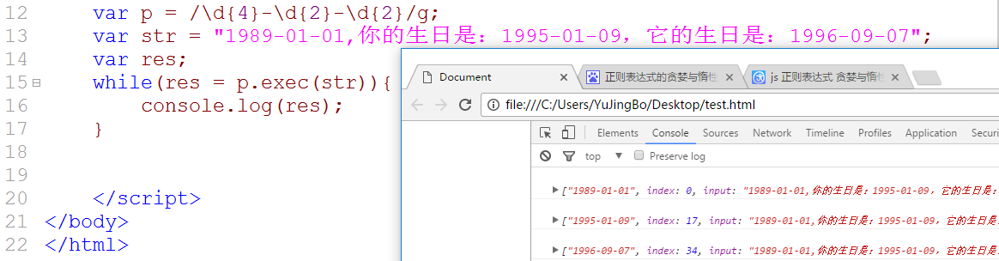 12 var p = /\d{4}-\d{2}-\d{2}/g;
13 var str = "1989-01-01,你的生日是：1995-01-09，它的生日是：1996-09-07";
14 var res;
15 while(res = p.exec(str)){
16 console.log(res);
17 }
18
19
20 </script>
21 </body>
22 </html>
Document × 正则表达式的贪婪与惰性 × js 正则表达式 贪婪与惰性 ×
file:///C:/Users/YuJingBo/Desktop/test.html
Elements Console Sources Network Timeline Profiles Application Securi
top ▼ Preserve log
▶["1989-01-01", index: 0, input: "1989-01-01,你的生日是：1995-01-09，它的生日是：
▶["1995-01-09", index: 17, input: "1989-01-01,你的生日是：1995-01-09，它的生日是
▶["1996-09-07", index: 34, input: "1989-01-01,你的生日是：1995-01-09，它的生日是